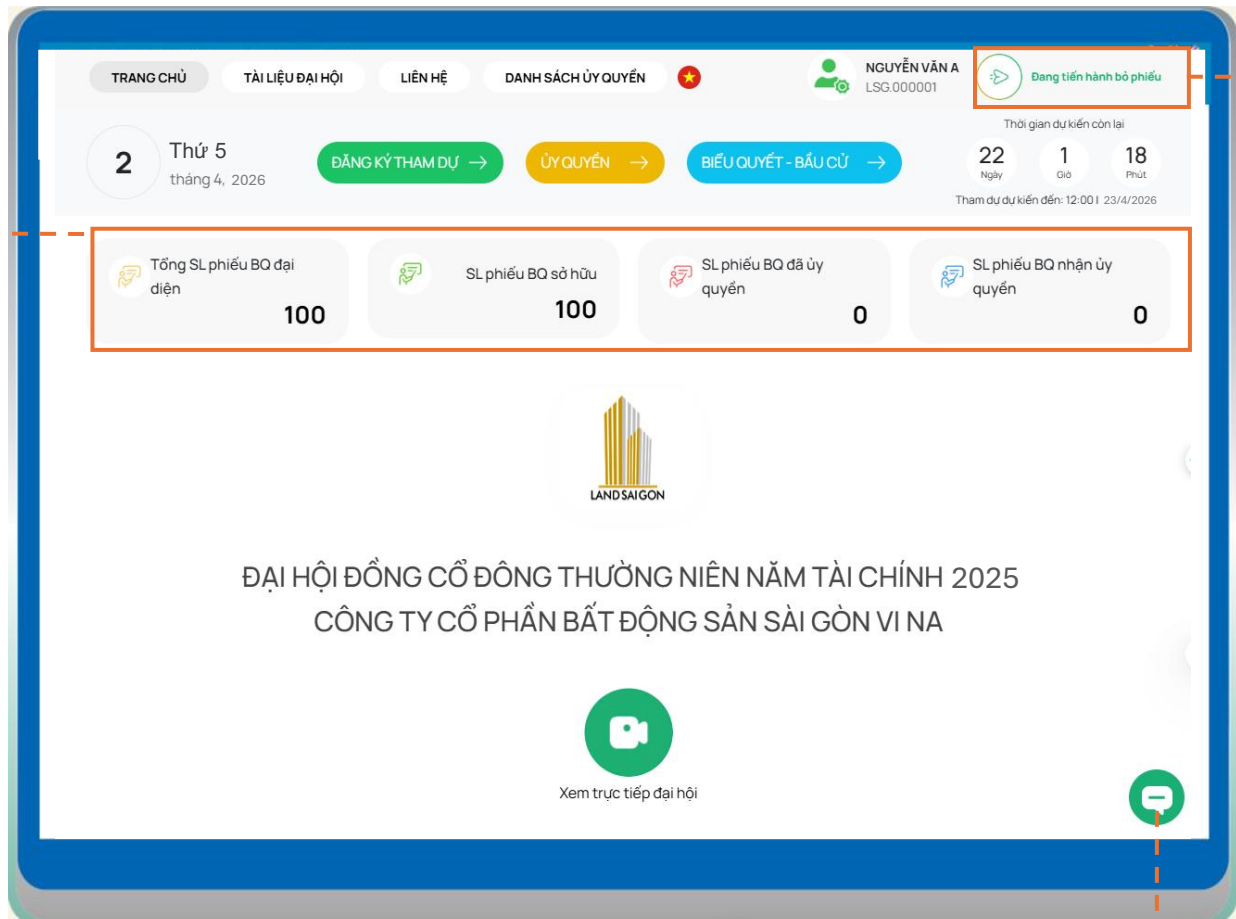 TRANG CHỦ
TÀI LIỆU ĐẠI HỘI
LIÊN HỆ
DANH SÁCH ỦY QUYỀN
NGUYỄN VĂN A
LSG.000001
Đang tiến hành bỏ phiếu
2
Thứ 5
tháng 4, 2026
ĐĂNG KÝ THAM DỰ →
ỦY QUYỀN →
BIỂU QUYẾT - BẦU CỬ →
Thời gian dự kiến còn lại
22 1 18
Ngày Giờ Phút
Tham dự dự kiến đến: 12:00 I 23/4/2026
Tổng SL phiếu BQ đại
diện
100
SL phiếu BQ sở hữu
100
SL phiếu BQ đã ủy
quyền
0
SL phiếu BQ nhận ủy
quyền
0
LAND SAIGON
ĐẠI HỘI ĐỒNG CỔ ĐÔNG THƯỜNG NIÊN NĂM TÀI CHÍNH 2025
CÔNG TY CỔ PHẦN BẤT ĐỘNG SẢN SÀI GÒN VI NA
Xem trực tiếp đại hội